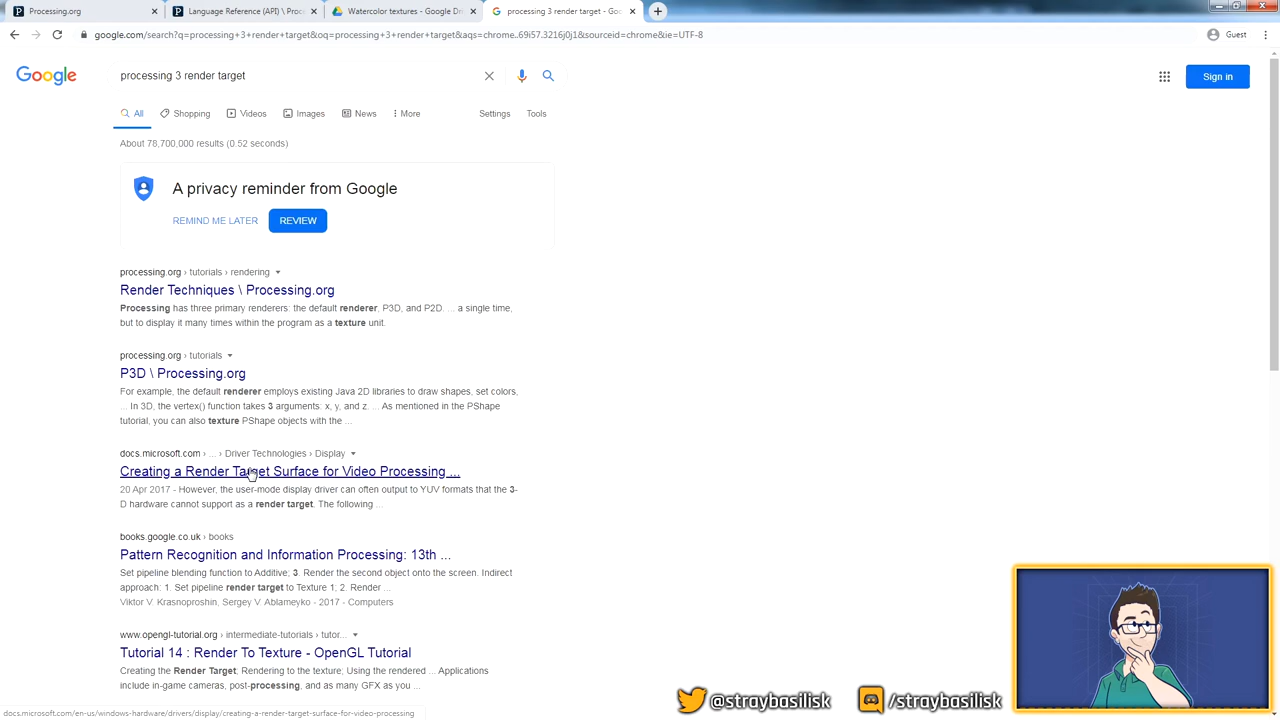 Processing.org
Language Reference (API) \ Proc
Watercolor textures - Google Dri
processing 3 render target - Goo
google.com/search?q=processing+3+render+target&oq=processing+3+render+target&aqs=chrome..69i57.3216j0j1&sourceid=chrome&ie=UTF-8
Guest
Google
processing 3 render target
Sign in
All
Shopping
Videos
Images
News
More
Settings
Tools
About 78,700,000 results (0.52 seconds)
A privacy reminder from Google
REMIND ME LATER
REVIEW
processing.org › tutorials › rendering
Render Techniques \ Processing.org
Processing has three primary renderers: the default renderer, P3D, and P2D. ... a single time,
but to display it many times within the program as a texture unit.
processing.org › tutorials
P3D \ Processing.org
For example, the default renderer employs existing Java 2D libraries to draw shapes, set colors,
... In 3D, the vertex() function takes 3 arguments: x, y, and z. ... As mentioned in the PShape
tutorial, you can also texture PShape objects with the ...
docs.microsoft.com › ... › Driver Technologies › Display
Creating a Render Target Surface for Video Processing ...
20 Apr 2017 - However, the user-mode display driver can often output to YUV formats that the 3-
D hardware cannot support as a render target. The following ...
books.google.co.uk › books
Pattern Recognition and Information Processing: 13th ...
Set pipeline blending function to Additive; 3. Render the second object onto the screen. Indirect
approach: 1. Set pipeline render target to Texture 1; 2. Render ...
Viktor V. Krasnoproshin, Sergey V. Ablameyko - 2017 - Computers
www.opengl-tutorial.org › intermediate-tutorials › tutor...
Tutorial 14 : Render To Texture - OpenGL Tutorial
Creating the Render Target; Rendering to the texture; Using the rendered ... Applications
include in-game cameras, post-processing, and as many GFX as you ...
@straybasilisk
/straybasilisk
docs.microsoft.com/en-us/windows-hardware/drivers/display/creating-a-render-target-surface-for-video-processing